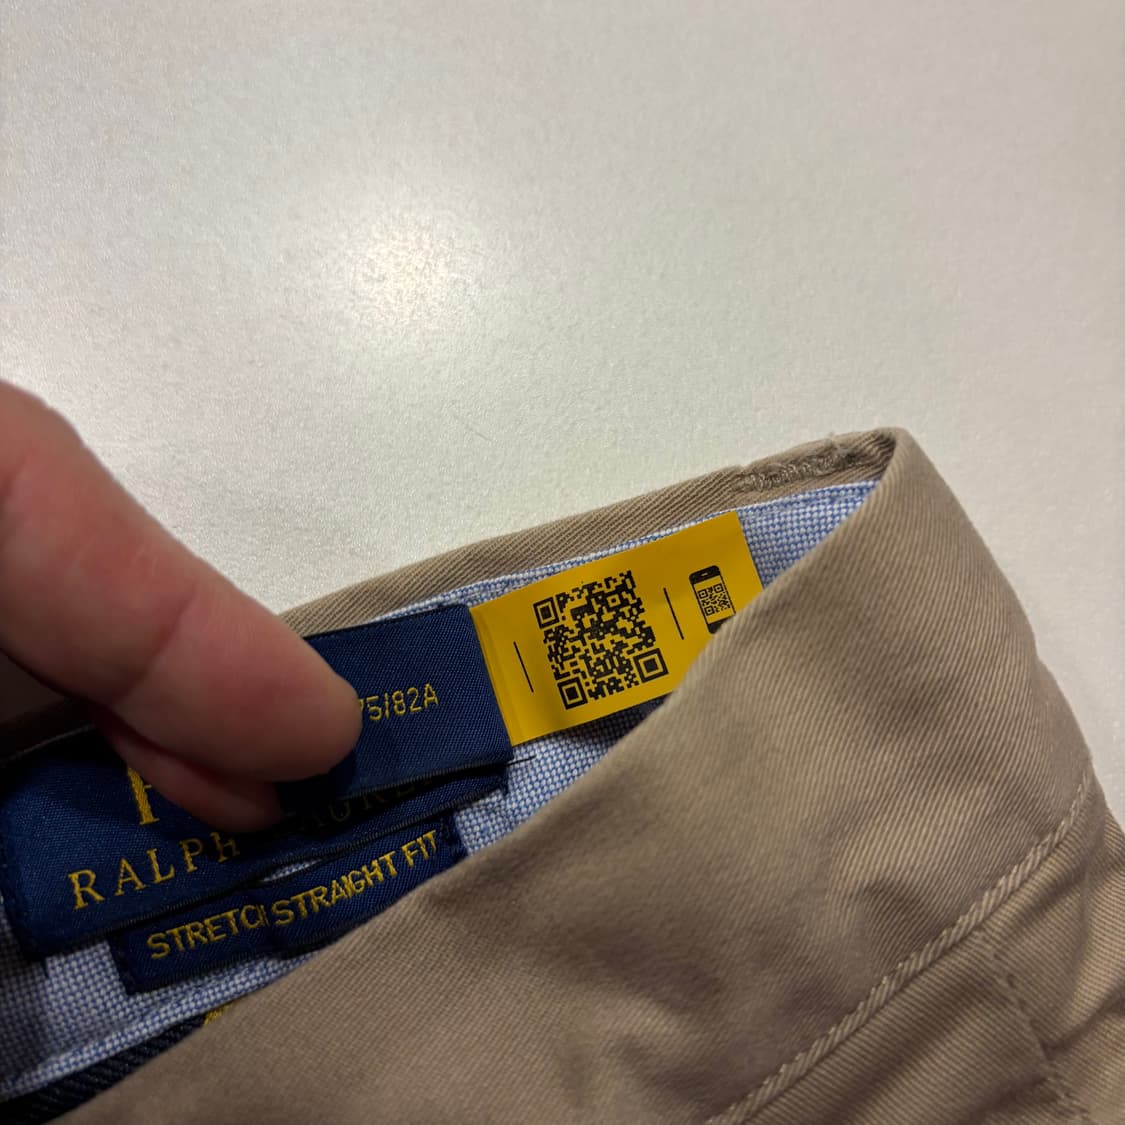 75/82A
RALPH
STRETCH STRAIGHT FIT